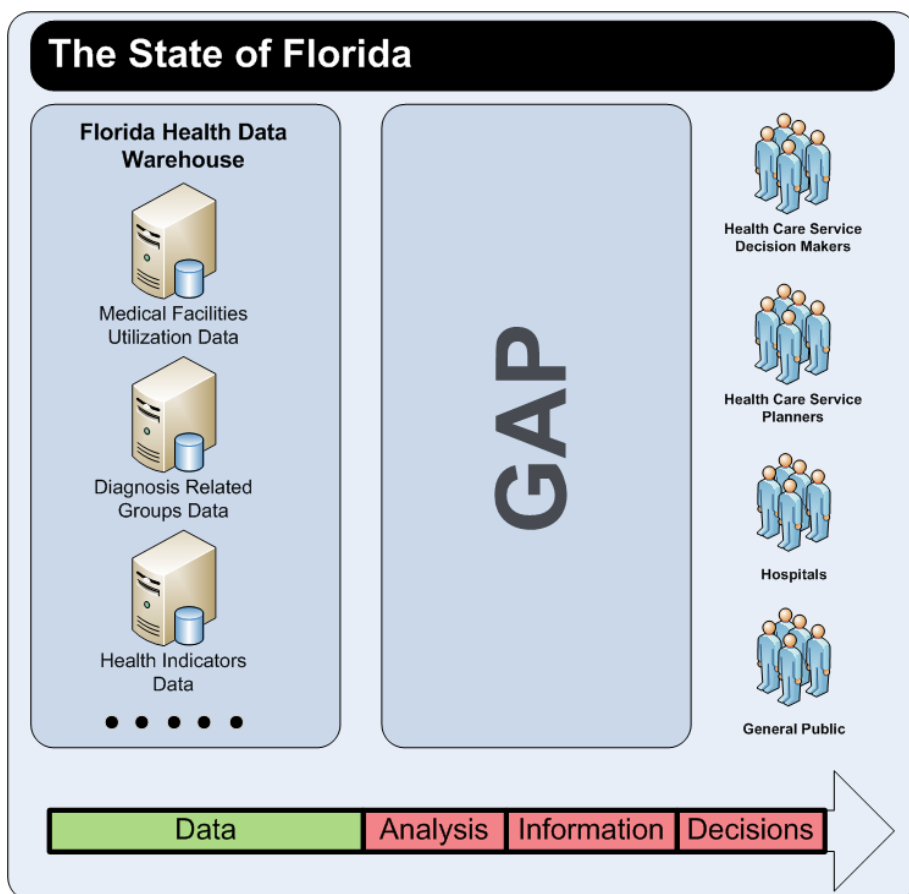 The State of Florida
Florida Health Data
Warehouse
Medical Facilities
Utilization Data
Diagnosis Related
Groups Data
Health Indicators
Data
GAP
Health Care Service
Decision Makers
Health Care Service
Planners
Hospitals
General Public
Data
Analysis
Information
Decisions